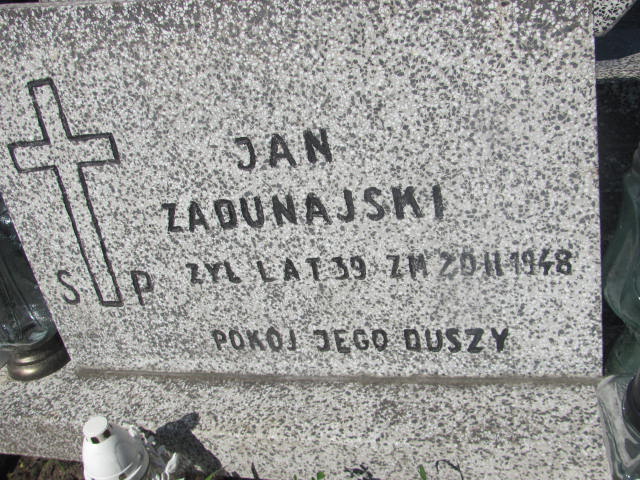 JAN
ZADUNAJSKI
ŻYŁ LAT 39 ZM 20 II 1948
S P
POKÓJ JEGO DUSZY